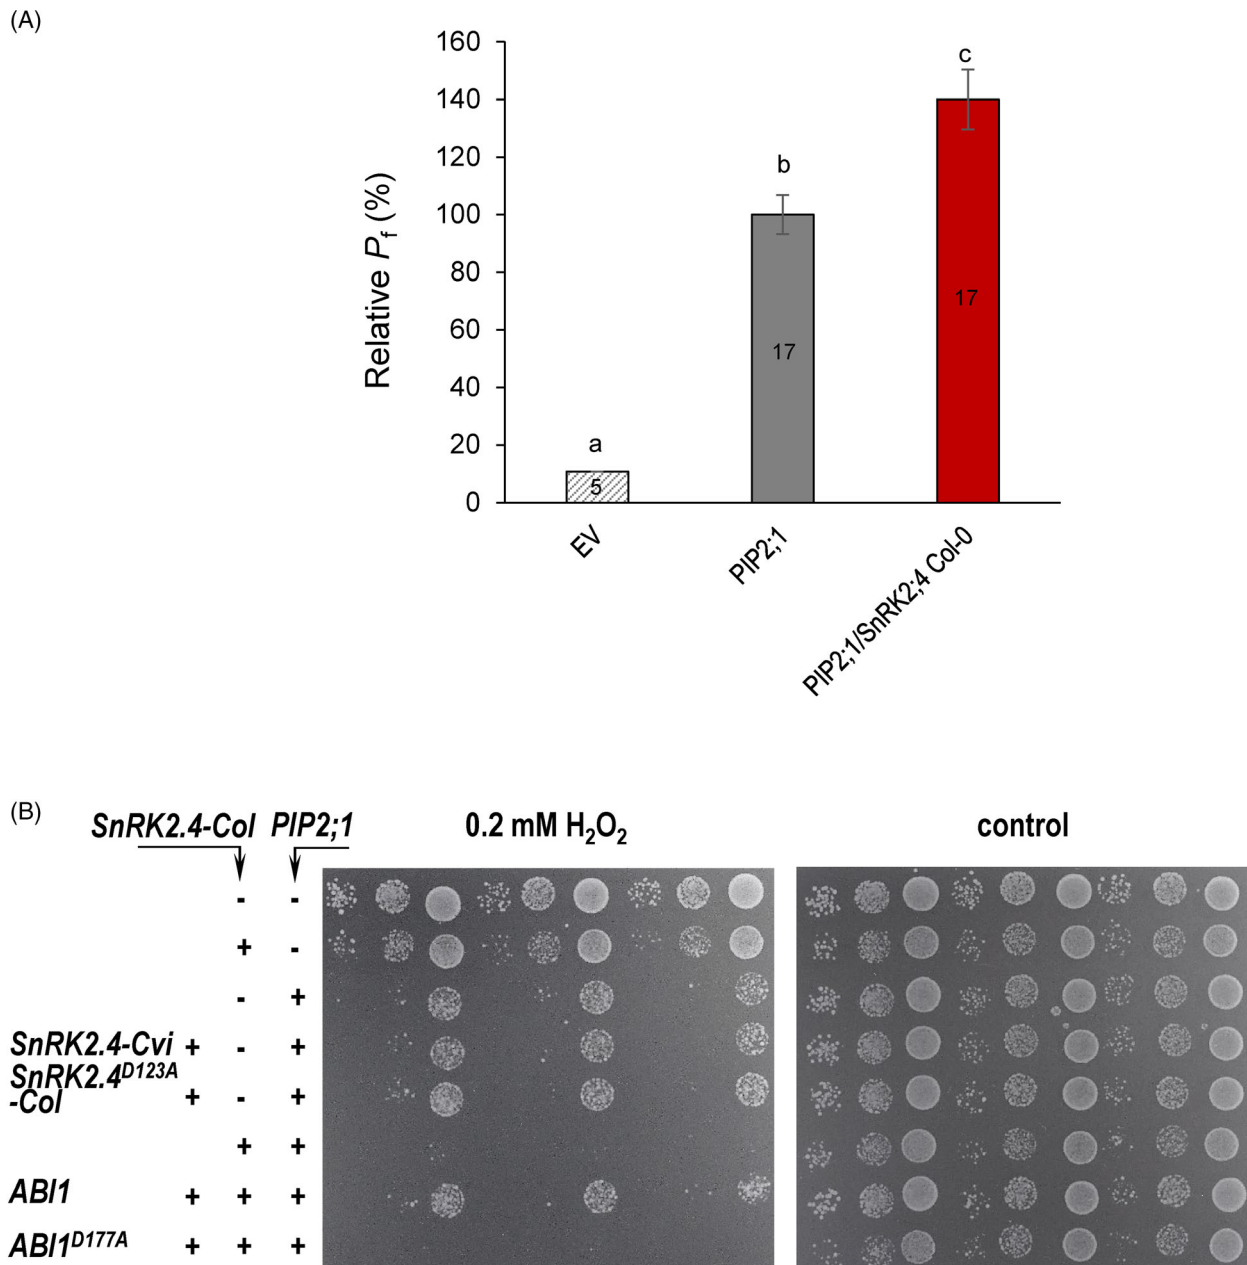 (A)
160
140
120
100
80
60
40
20
0
Relative Pf (%)
a
b
c
5
17
17
EV
PIP2;1
PIP2;1/SnRK2;4 Col-0
(B)
SnRK2.4-Col PIP2;1 0.2 mM H₂O₂ control
- -
+ -
- +
SnRK2.4-Cvi + - +
SnRK2.4ᴰ¹²³ᴬ
-Col + - +
+ +
ABI1 + + +
ABI1ᴰ¹⁷⁷ᴬ + + +